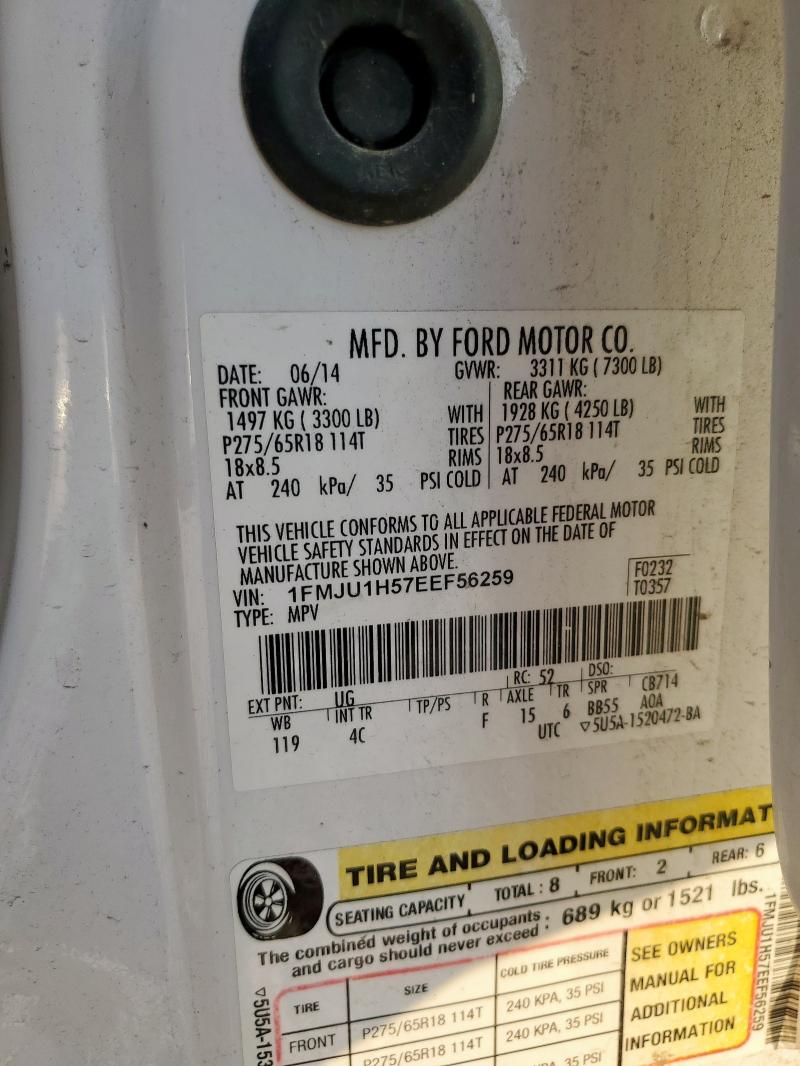 MFD. BY FORD MOTOR CO.
DATE: 06/14 GVWR: 3311 KG ( 7300 LB)
FRONT GAWR: REAR GAWR:
1497 KG ( 3300 LB) WITH 1928 KG ( 4250 LB) WITH
P275/65R18 114T TIRES P275/65R18 114T TIRES
18x8.5 RIMS 18x8.5 RIMS
AT 240 kPa/ 35 PSI COLD AT 240 kPa/ 35 PSI COLD
THIS VEHICLE CONFORMS TO ALL APPLICABLE FEDERAL MOTOR
VEHICLE SAFETY STANDARDS IN EFFECT ON THE DATE OF
MANUFACTURE SHOWN ABOVE.
VIN: 1FMJU1H57EEF56259 F0232
TYPE: MPV T0357
EXT PNT: UG RC: 52 DSO:
WB INT TR TP/PS R AXLE TR SPR CB714
119 4C F 15 6 BB55 AOA
UTC ▽5U5A-1520472-BA
TIRE AND LOADING INFORMAT
SEATING CAPACITY TOTAL : 8 FRONT: 2 REAR: 6
The combined weight of occupants
and cargo should never exceed : 689 kg or 1521 lbs.
TIRE SIZE COLD TIRE PRESSURE
FRONT P275/65R18 114T 240 KPA, 35 PSI
P275/65R18 114T 240 KPA, 35 PSI
35 PSI
SEE OWNERS
MANUAL FOR
ADDITIONAL
INFORMATION
1FMJU1H57EEF56259
▽5U5A-153